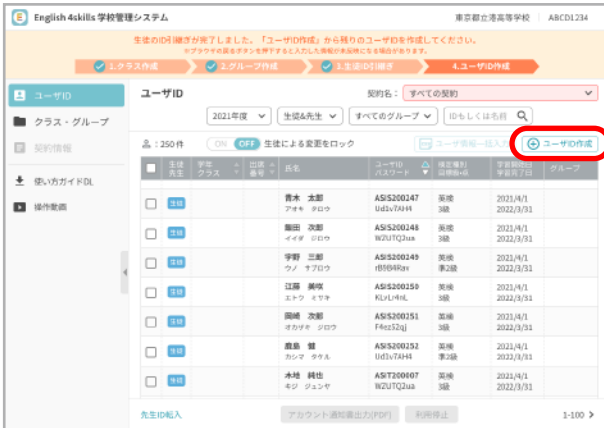 English 4skills 学校管理システム
東京都立港高等学校 ABCD1234
生徒のID引継ぎが完了しました。「ユーザID作成」から残りのユーザIDを作成してください。
※ブラウザの戻るボタンを押下すると入力した情報が未反映になる場合があります。
1.クラス作成 2.グループ作成 3.生徒ID引継ぎ 4.ユーザID作成
ユーザID
クラス・グループ
契約情報
使い方ガイドDL
操作動画
ユーザID 契約名： すべての契約
2021年度 生徒&先生 すべてのグループ IDもしくは名前
：250件 ON OFF 生徒による変更をロック ユーザ情報一括入力 ユーザID作成
生徒 学年 出席 氏名 ユーザID 検定種別 学習開始日 グループ
先生 クラス 番号 パスワード 目標級 学習完了日
生徒 青木 太郎 ASIS200247 英検 2021/4/1
アオキ タロウ Ud1v7AH4 3級 2022/3/31
生徒 飯田 次郎 ASIS200248 英検 2021/4/1
イイダ ジロウ W2UTQ2ua 3級 2022/3/31
生徒 宇野 三郎 ASIS200249 英検 2021/4/1
ウノ サブロウ rB9B4Rax 準2級 2022/3/31
生徒 江藤 美咲 ASIS200250 英検 2021/4/1
エトウ ミサキ KLvLr4nL 3級 2022/3/31
生徒 岡崎 次郎 ASIS200251 英検 2021/4/1
オカザキ ジロウ F4ez52qj 3級 2022/3/31
生徒 鹿島 健 ASIS200252 英検 2021/4/1
カシマ タケル Ud1v7AH4 準2級 2022/3/31
生徒 木地 純也 ASIT200007 英検 2021/4/1
キジ ジュンヤ W2UTQ2ua 3級 2022/3/31
先生ID転入 アカウント通知書出力(PDF) 利用停止 1-100